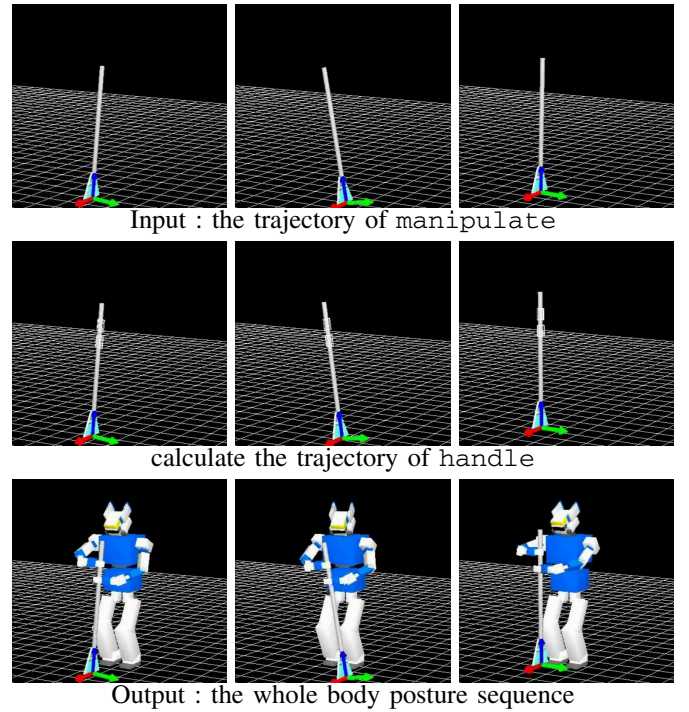 Input : the trajectory of manipulate
calculate the trajectory of handle
Output : the whole body posture sequence